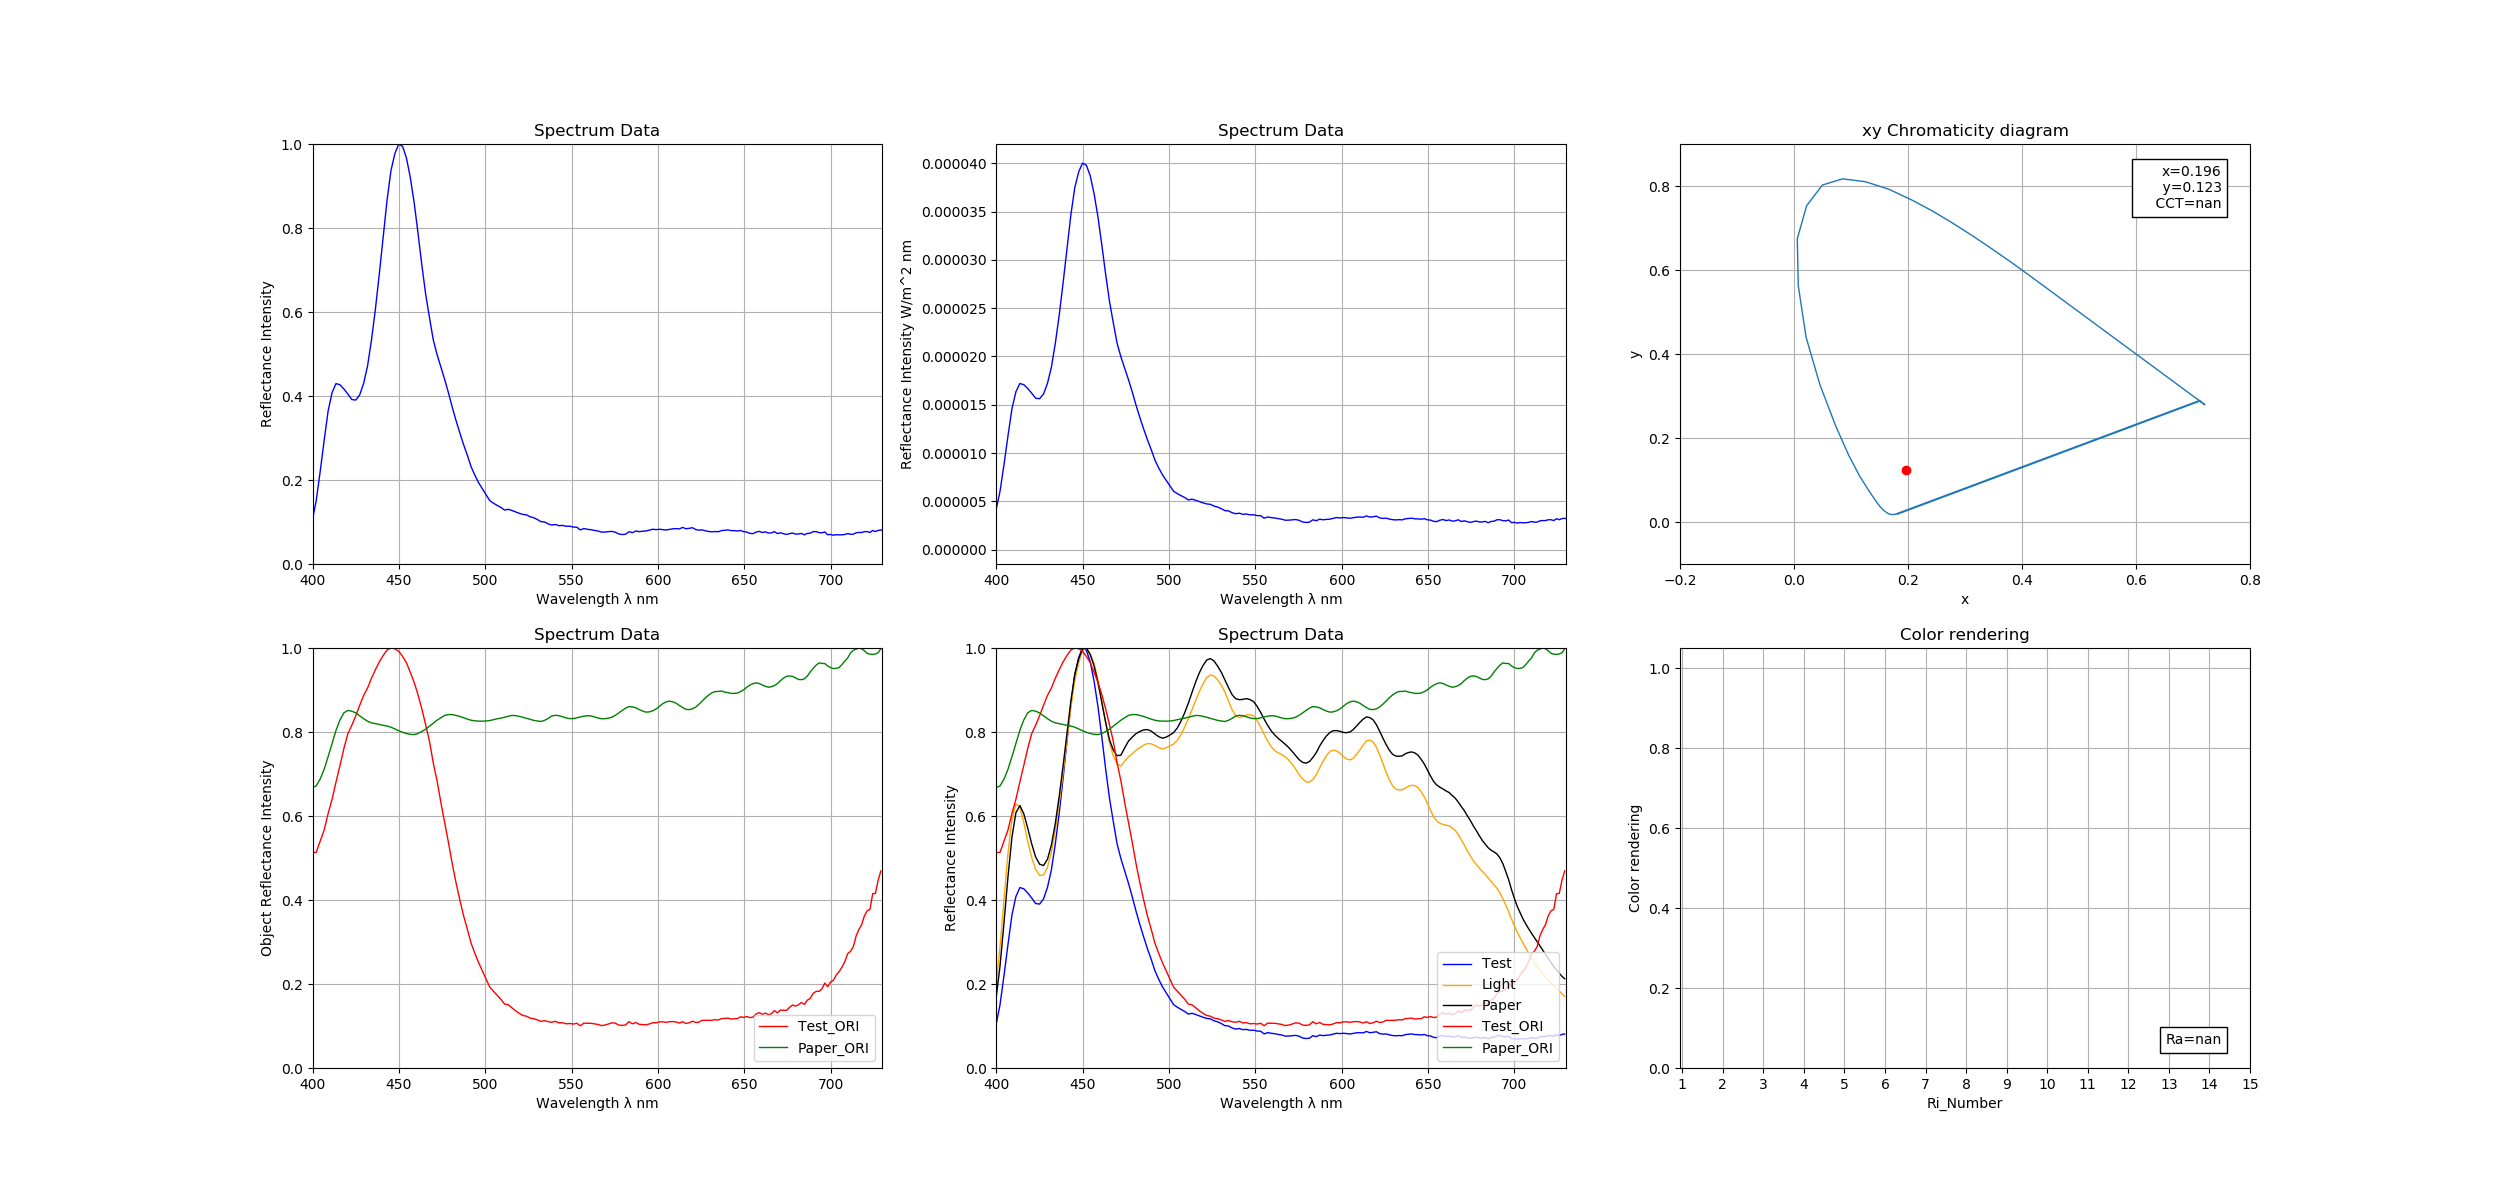 Spectrum Data
1.0
0.8
0.6
0.4
0.2
0.0
Reflectance Intensity
400 450 500 550 600 650 700
Wavelength λ nm
Spectrum Data
0.000040
0.000035
0.000030
0.000025
0.000020
0.000015
0.000010
0.000005
0.000000
Reflectance Intensity W/m^2 nm
400 450 500 550 600 650 700
Wavelength λ nm
xy Chromaticity diagram
x=0.196
y=0.123
CCT=nan
0.8
0.6
0.4
0.2
0.0
y
−0.2 0.0 0.2 0.4 0.6 0.8
x
Spectrum Data
1.0
0.8
0.6
0.4
0.2
0.0
Object Reflectance Intensity
Test_ORI
Paper_ORI
400 450 500 550 600 650 700
Wavelength λ nm
Spectrum Data
1.0
0.8
0.6
0.4
0.2
0.0
Reflectance Intensity
Test
Light
Paper
Test_ORI
Paper_ORI
400 450 500 550 600 650 700
Wavelength λ nm
Color rendering
1.0
0.8
0.6
0.4
0.2
0.0
Color rendering
Ra=nan
1 2 3 4 5 6 7 8 9 10 11 12 13 14 15
Ri_Number